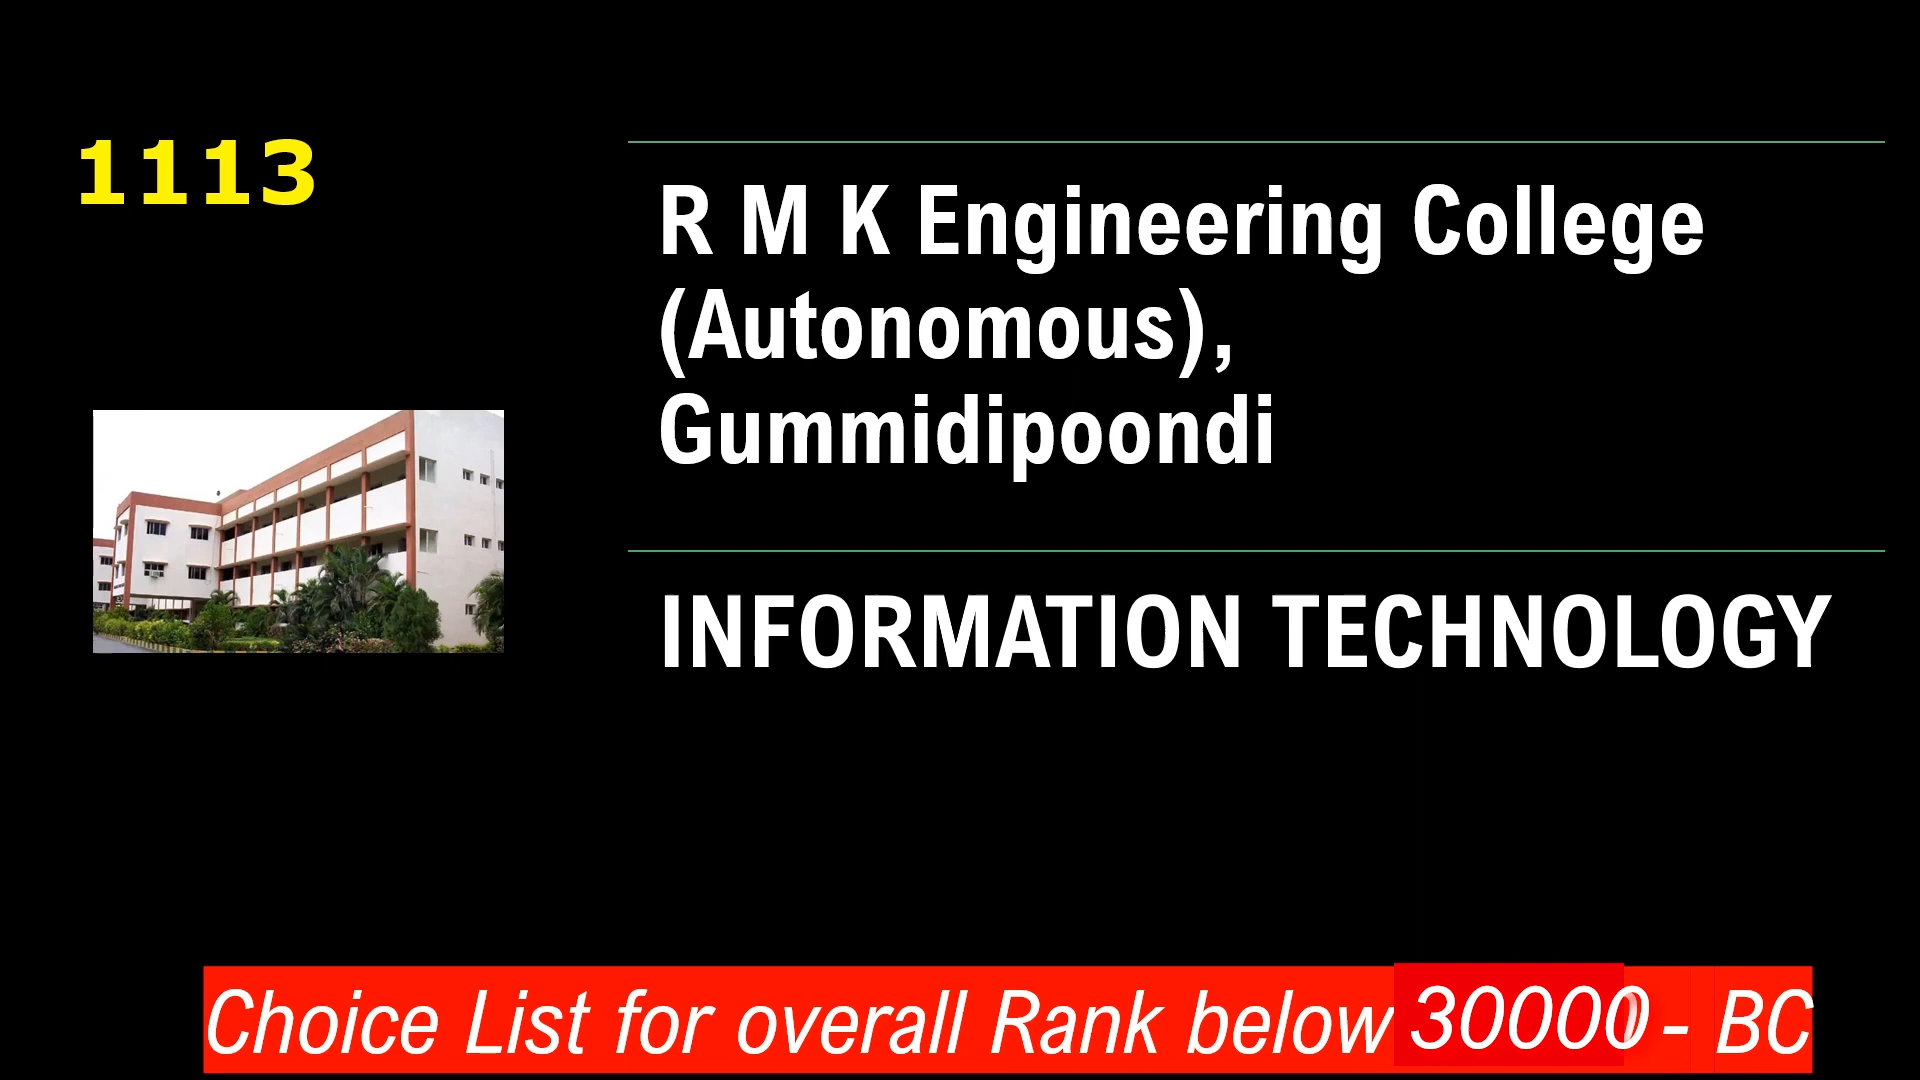 1113
R M K Engineering College
(Autonomous),
Gummidipoondi
INFORMATION TECHNOLOGY
Choice List for overall Rank below 30000 - BC